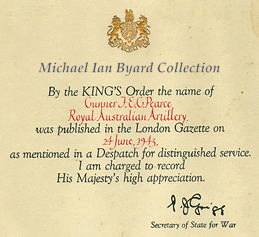 Michael Ian Byard Collection
By the KING'S Order the name of
Gunner F.E.G. Pearce,
Royal Australian Artillery,
was published in the London Gazette on
24 June, 1943,
as mentioned in a Despatch for distinguished service.
I am charged to record
His Majesty's high appreciation.
Secretary of State for War